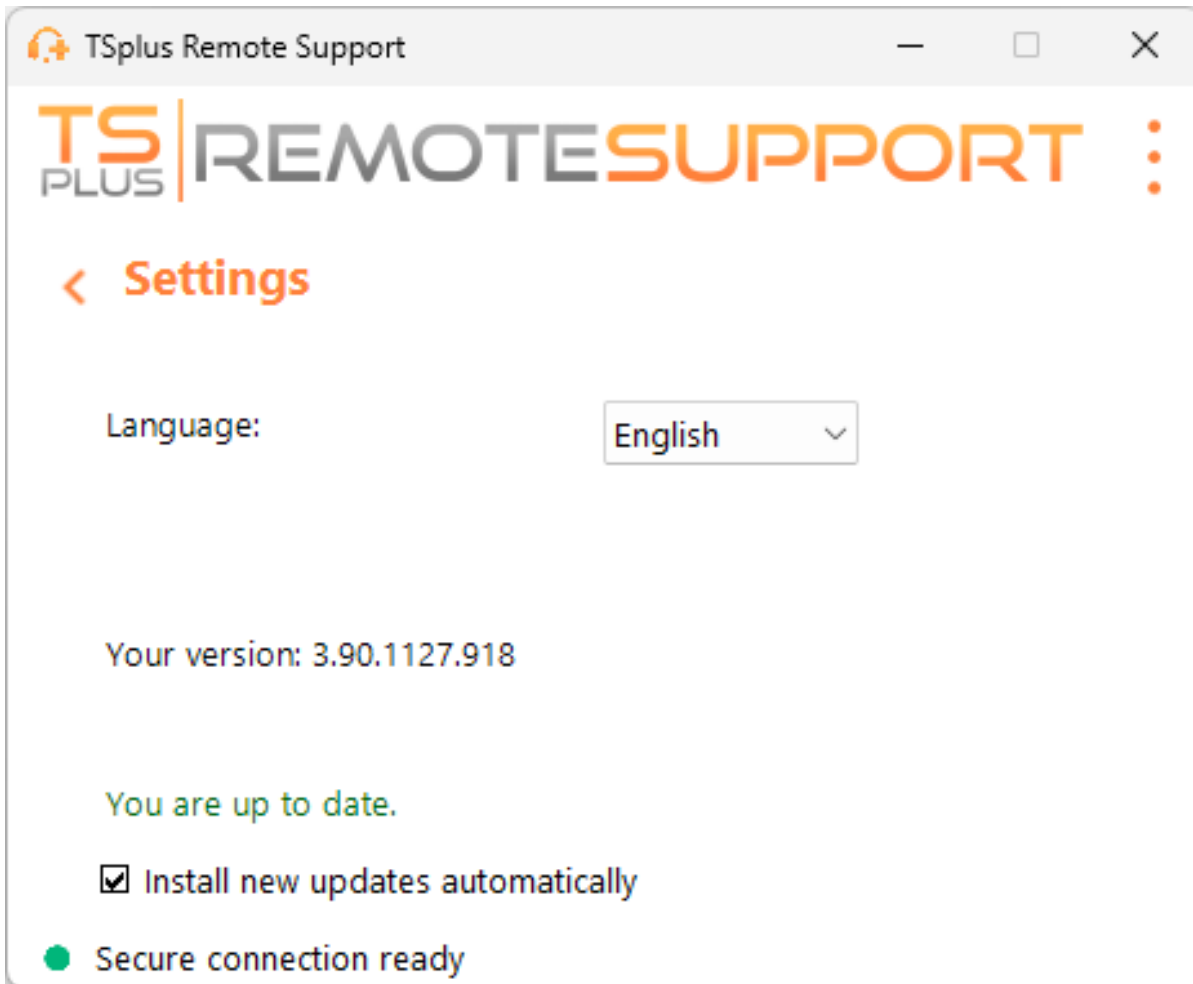 TSplus Remote Support
TS PLUS REMOTESUPPORT
Settings
Language:
English
Your version: 3.90.1127.918
You are up to date.
Install new updates automatically
Secure connection ready